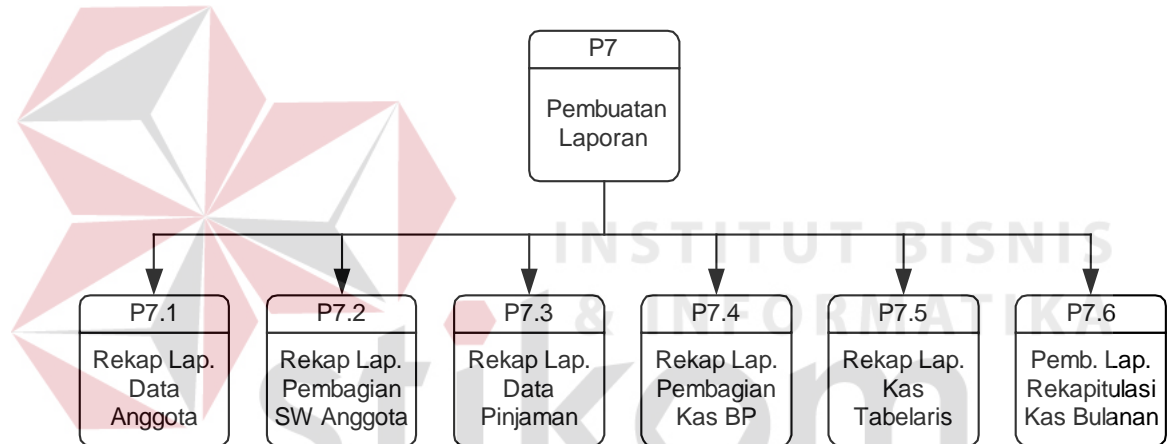 P7
Pembuatan
Laporan
INSTITUT BISNIS
& INFORMATIKA
stikom
P7.1
Rekap Lap.
Data
Anggota
P7.2
Rekap Lap.
Pembagian
SW Anggota
P7.3
Rekap Lap.
Data
Pinjaman
P7.4
Rekap Lap.
Pembagian
Kas BP
P7.5
Rekap Lap.
Kas
Tabelaris
P7.6
Pemb. Lap.
Rekapitulasi
Kas Bulanan